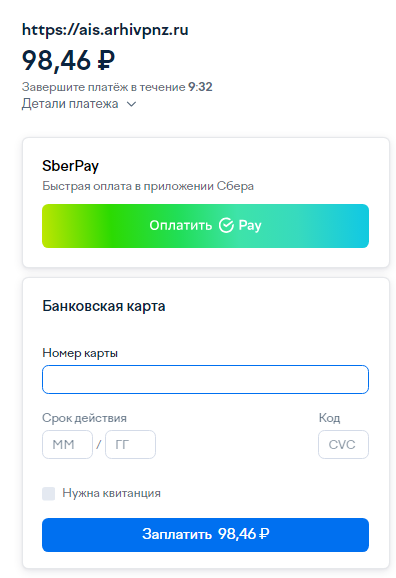 https://ais.arhivpnz.ru
98,46 ₽
Завершите платёж в течение 9:32
Детали платежа
SberPay
Быстрая оплата в приложении Сбера
Оплатить Pay
Банковская карта
Номер карты
Срок действия Код
ММ / ГГ CVC
Нужна квитанция
Заплатить 98,46 ₽